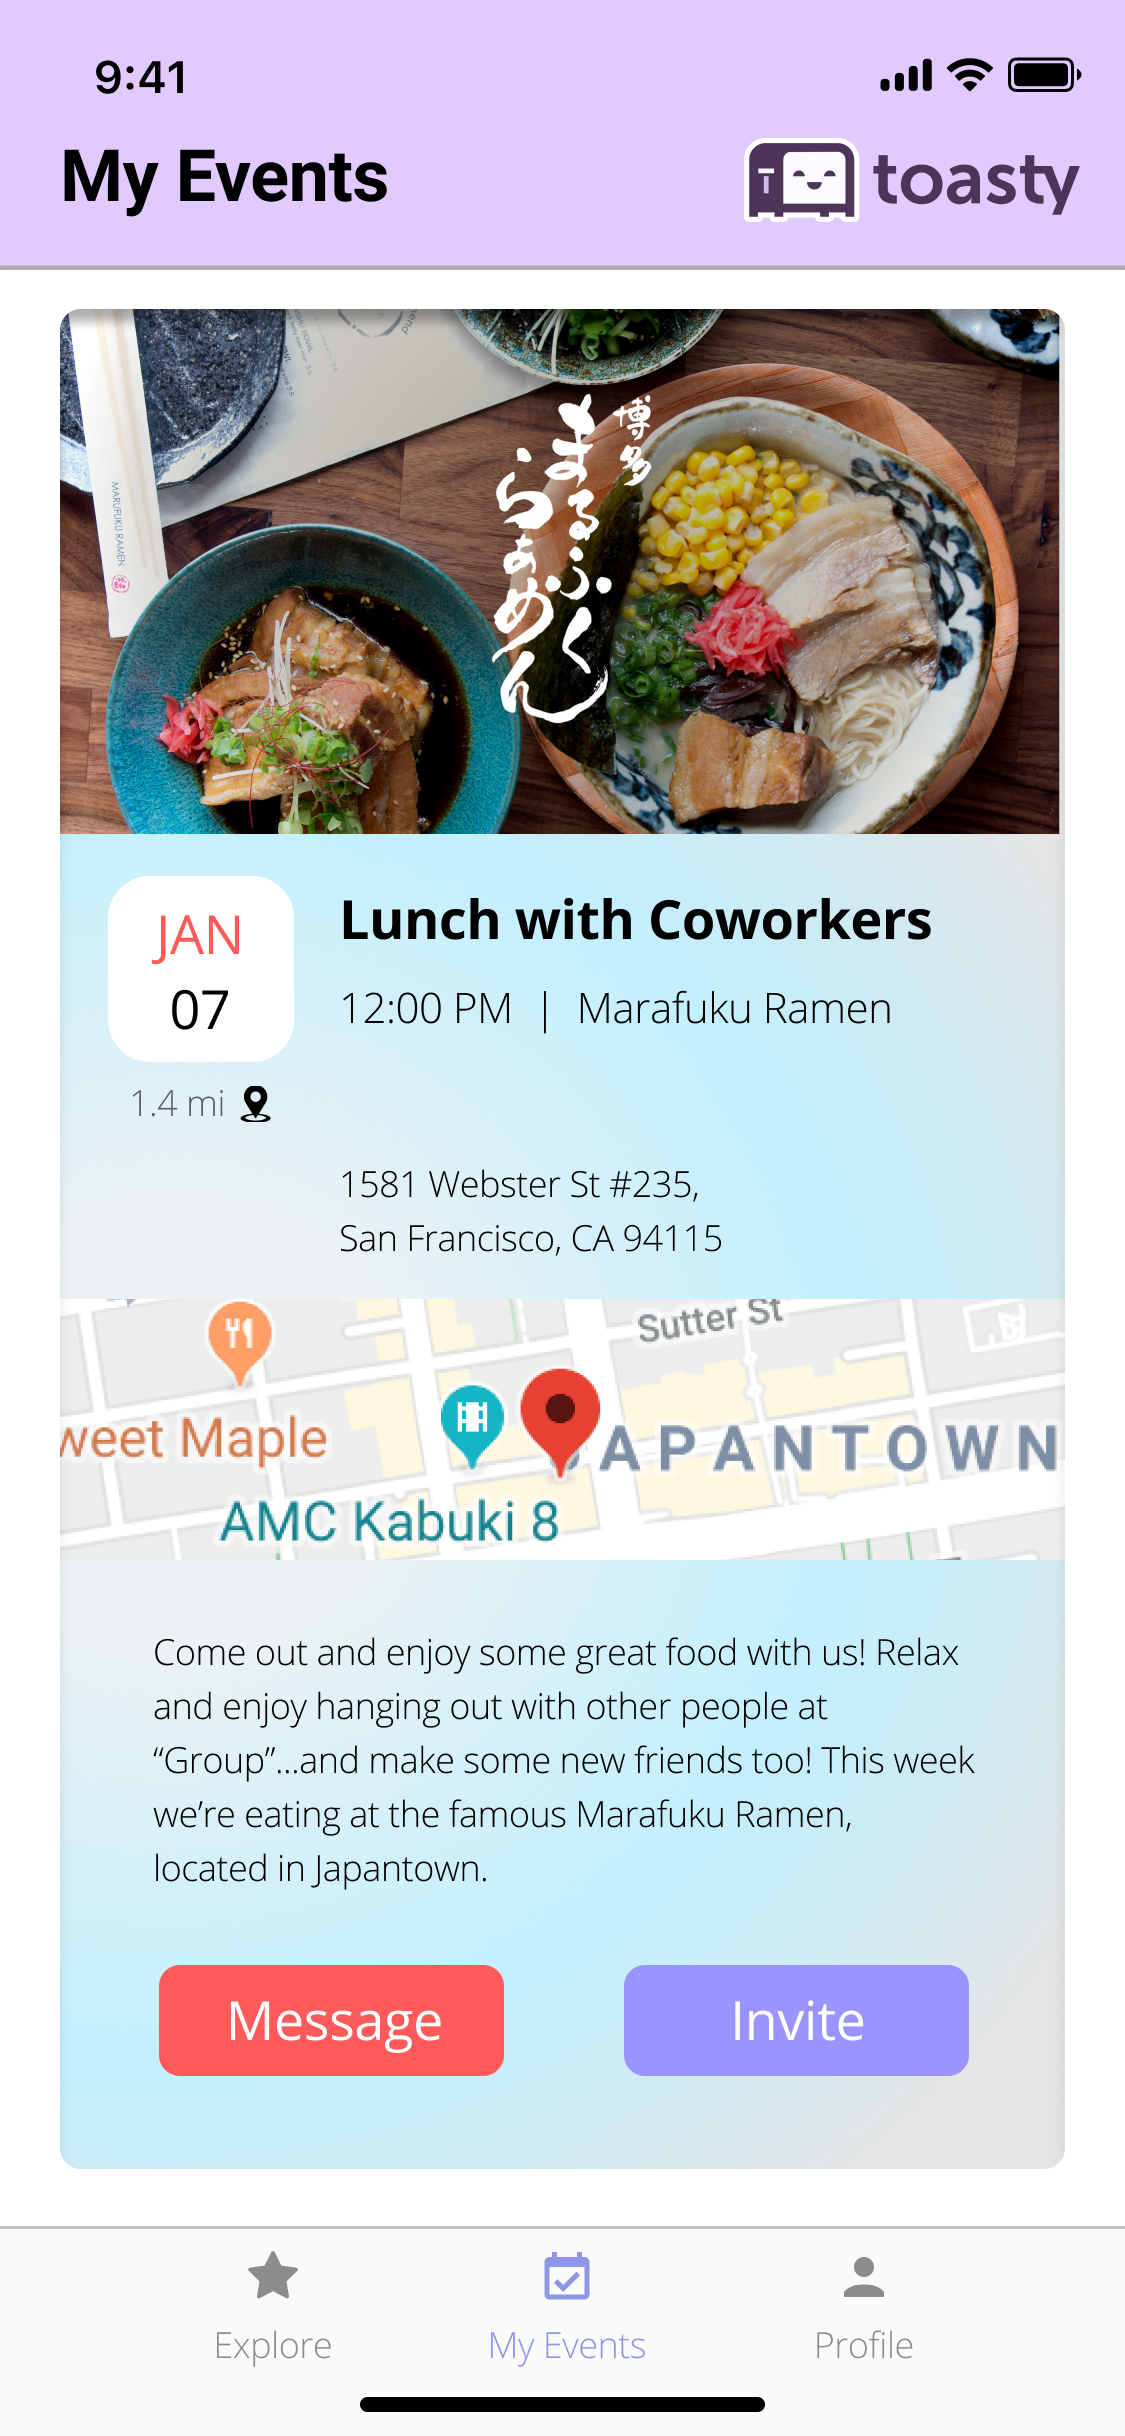 9:41
My Events
toasty
MARUFUKU RAMEN
博多
まるふく
らぁめん
JAN
07
Lunch with Coworkers
12:00 PM | Marafuku Ramen
1.4 mi
1581 Webster St #235,
San Francisco, CA 94115
Sutter St
weet Maple
APANTOWN
AMC Kabuki 8
Come out and enjoy some great food with us! Relax
and enjoy hanging out with other people at
“Group”...and make some new friends too! This week
we’re eating at the famous Marafuku Ramen,
located in Japantown.
Message
Invite
Explore
My Events
Profile